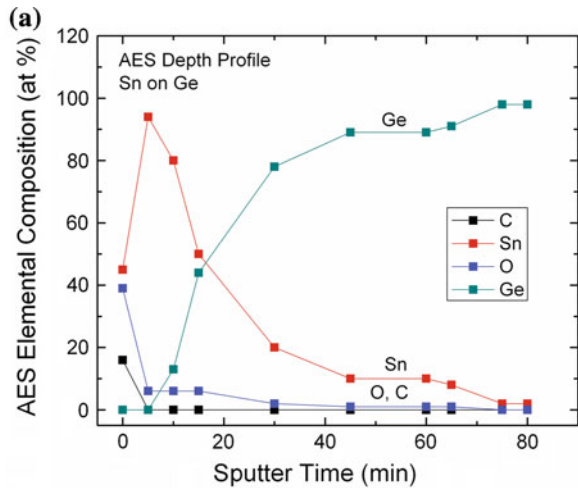 (a)
AES Depth Profile
Sn on Ge
AES Elemental Composition (at %)
120
100
80
60
40
20
0
Ge
C
Sn
O
Ge
Sn
O, C
0 20 40 60 80
Sputter Time (min)